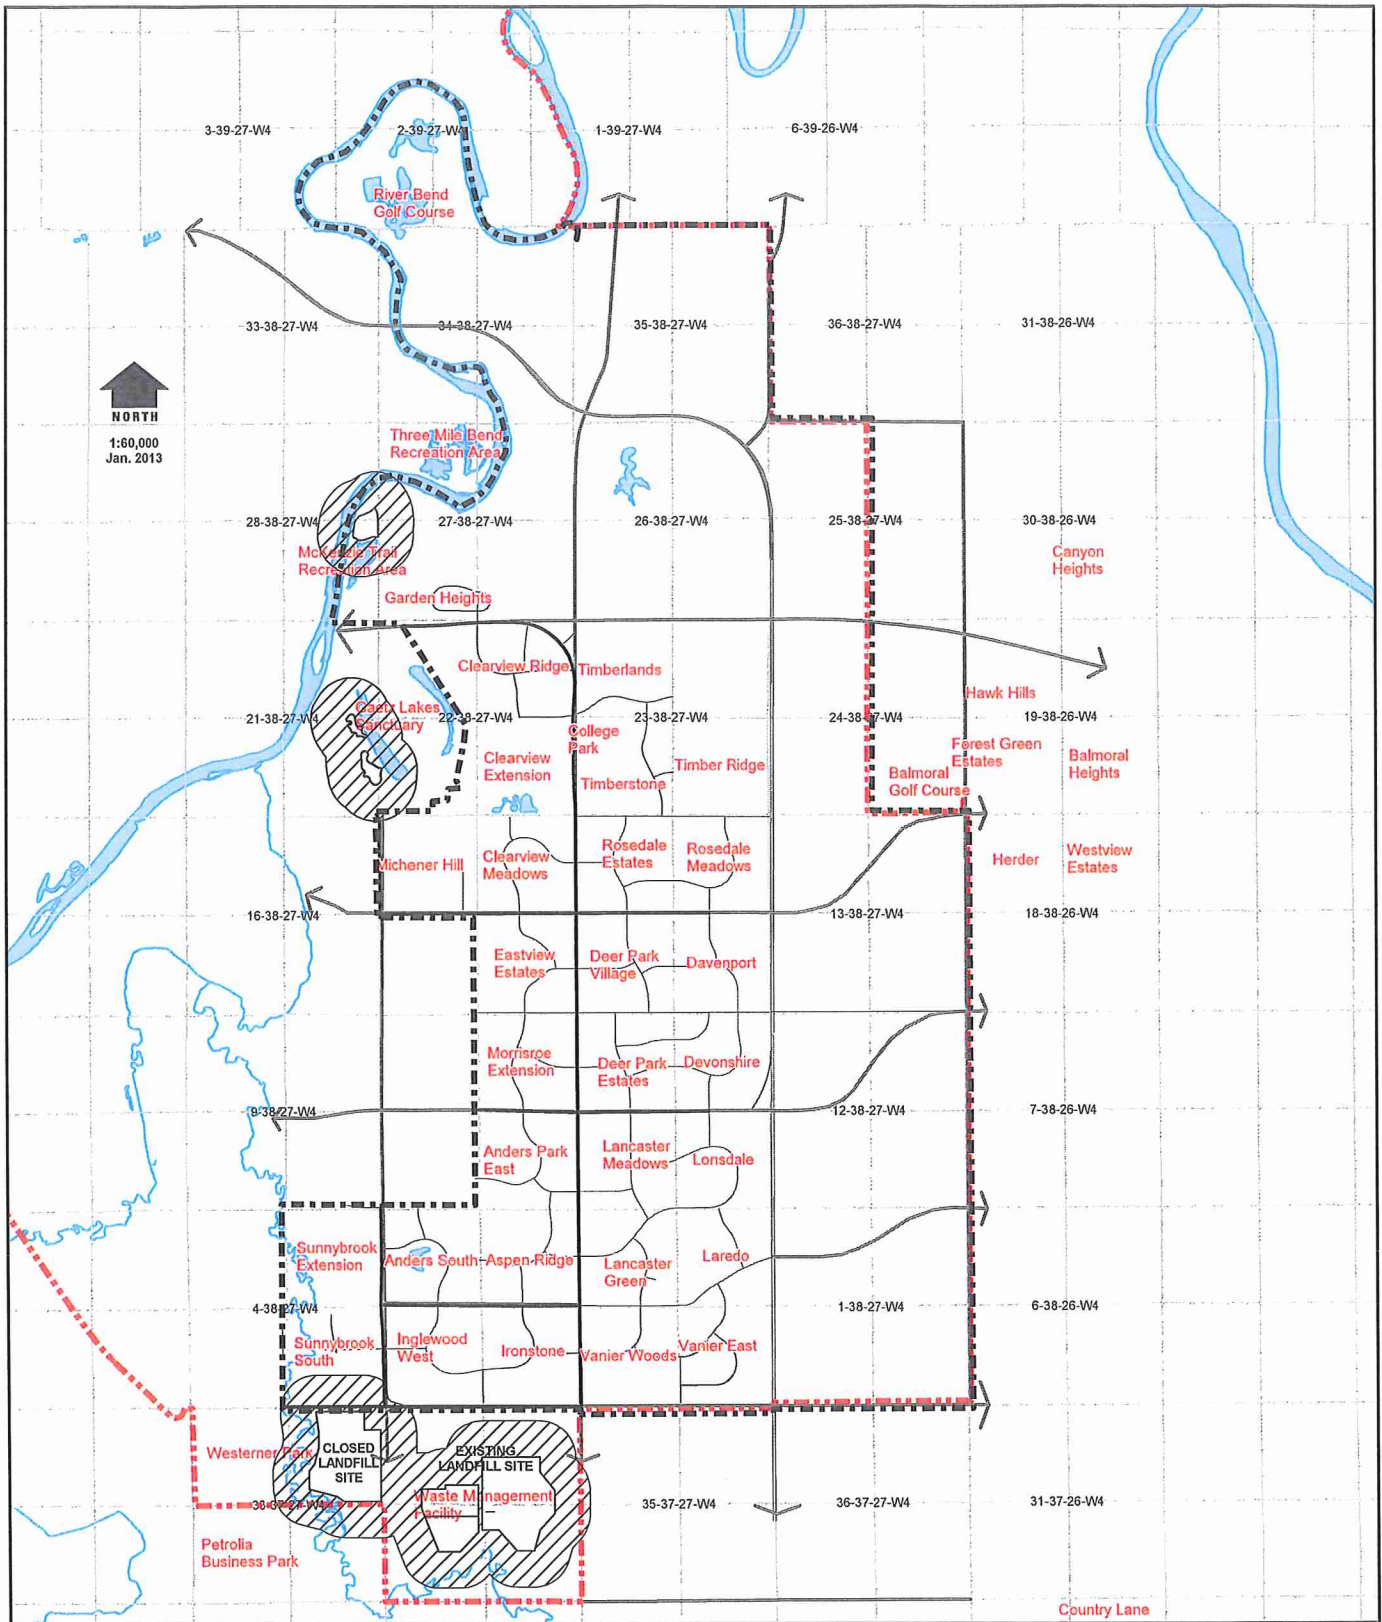 3-39-27-W4
2-39-27-W4
1-39-27-W4
6-39-26-W4
River Bend
Golf Course
33-38-27-W4
34-38-27-W4
35-38-27-W4
36-38-27-W4
31-38-26-W4
NORTH
1:60,000
Jan. 2013
Three Mile Bend
Recreation Area
28-38-27-W4
27-38-27-W4
26-38-27-W4
25-38-27-W4
30-38-26-W4
McKenzie Trail
Recreation Area
Canyon
Heights
Garden Heights
Clearview Ridge
Timberlands
Hawk Hills
21-38-27-W4
Gaetz Lakes
Sanctuary
22-38-27-W4
23-38-27-W4
24-38-27-W4
19-38-26-W4
College
Park
Clearview
Extension
Timber Ridge
Timberstone
Forest Green
Estates
Balmoral
Heights
Balmoral
Golf Course
Michener Hill
Clearview
Meadows
Rosedale
Estates
Rosedale
Meadows
Herder
Westview
Estates
16-38-27-W4
13-38-27-W4
18-38-26-W4
Eastview
Estates
Deer Park
Village
Davenport
Morrisroe
Extension
Deer Park
Estates
Devonshire
9-38-27-W4
12-38-27-W4
7-38-26-W4
Anders Park
East
Lancaster
Meadows
Lonsdale
Sunnybrook
Extension
Anders South
Aspen Ridge
Lancaster
Green
Laredo
4-38-27-W4
1-38-27-W4
6-38-26-W4
Sunnybrook
South
Inglewood
West
Ironstone
Vanier Woods
Vanier East
Westerner Park
CLOSED
LANDFILL
SITE
EXISTING
LANDFILL SITE
Waste Management
Facility
33-37-27-W4
35-37-27-W4
36-37-27-W4
31-37-26-W4
Petrolia
Business Park
Country Lane